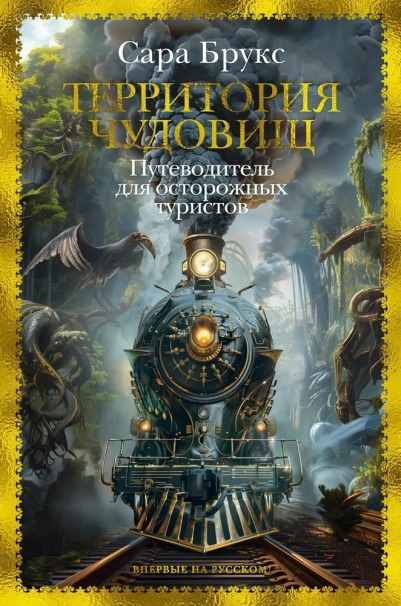 Сара Брукс
ТЕРРИТОРИЯ
ЧУДОВИЩ
Путеводитель
для осторожных
туристов
ВПЕРВЫЕ НА РУССКОМ!